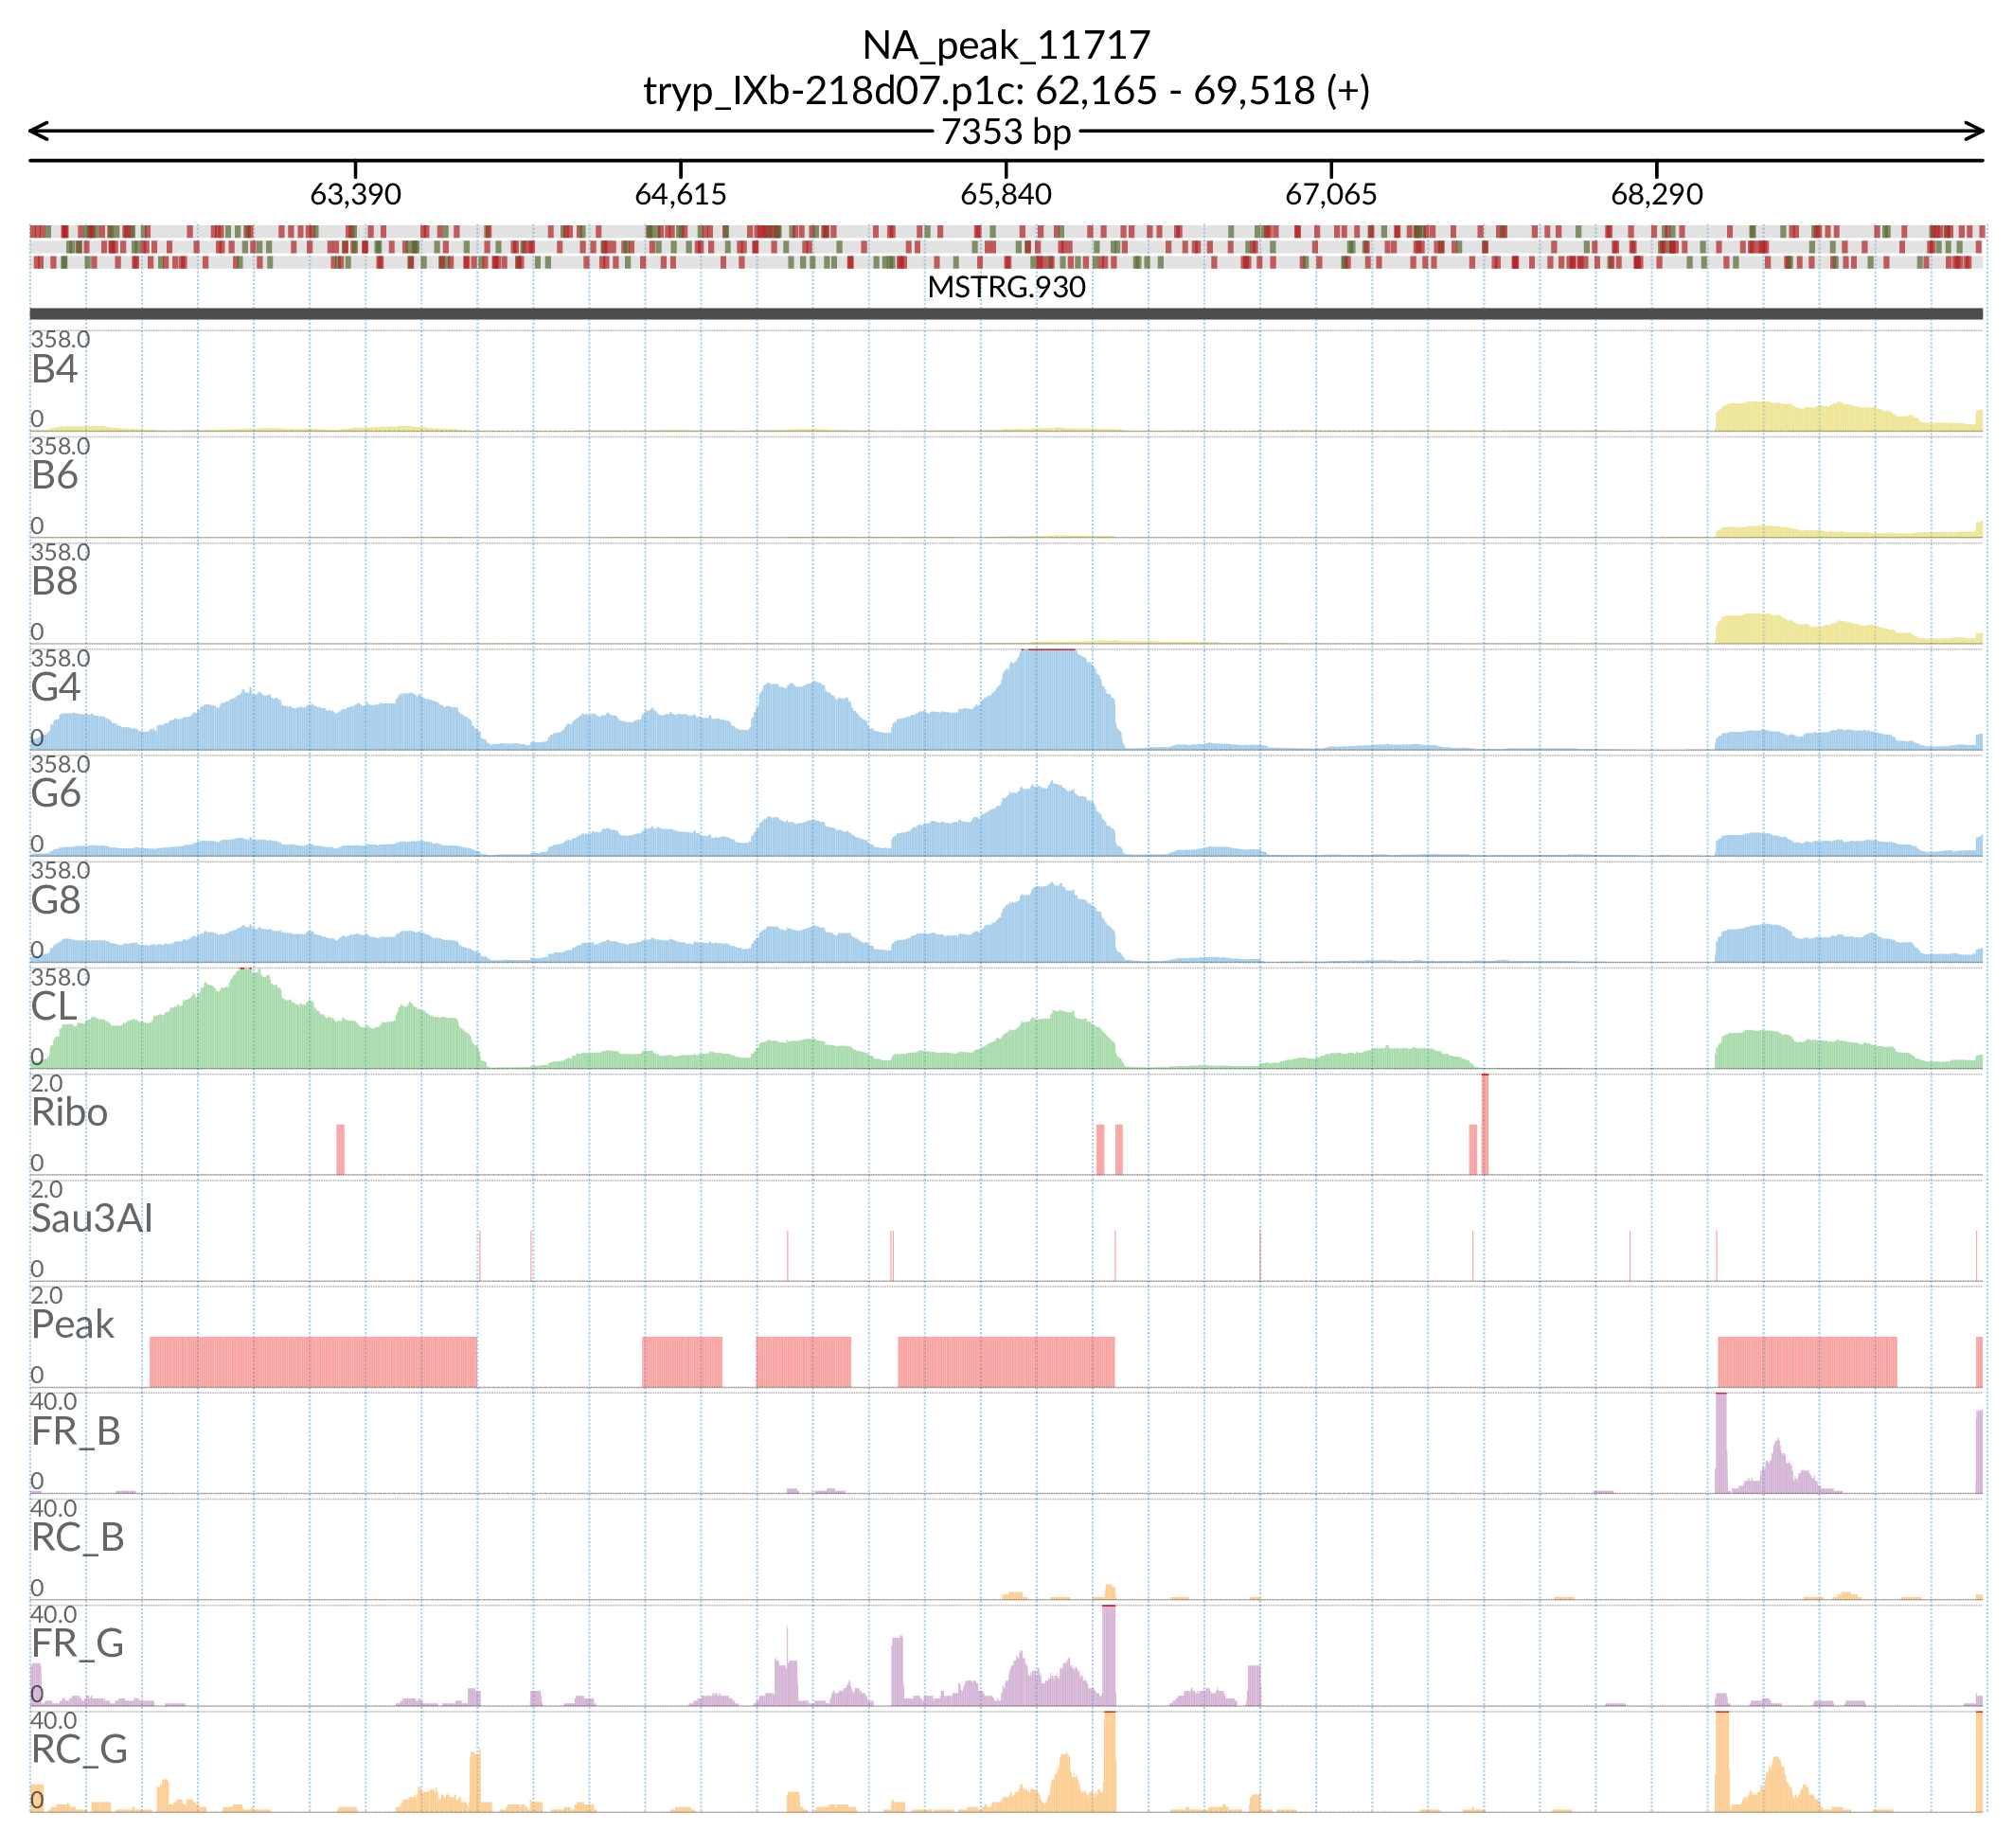 NA_peak_11717
tryp_IXb-218d07.p1c: 62,165 - 69,518 (+)
7353 bp
63,390 64,615 65,840 67,065 68,290
MSTRG.930
358.0
B4
0
358.0
B6
0
358.0
B8
0
358.0
G4
0
358.0
G6
0
358.0
G8
0
358.0
CL
0
2.0
Ribo
0
2.0
Sau3AI
0
2.0
Peak
0
40.0
FR_B
0
40.0
RC_B
0
40.0
FR_G
0
40.0
RC_G
0